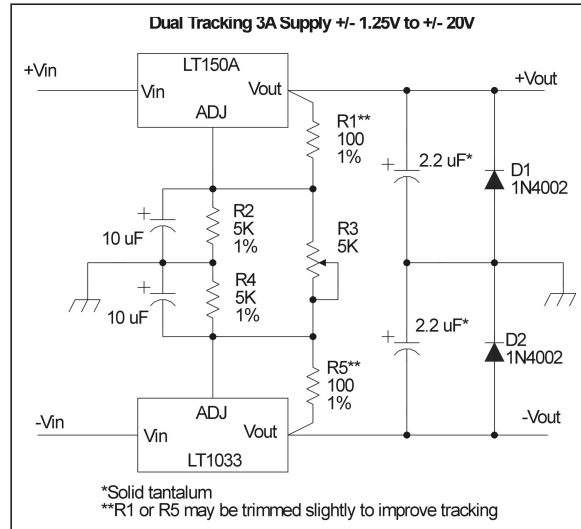 Dual Tracking 3A Supply +/- 1.25V to +/- 20V
+Vin
LT150A
+Vout
Vin
Vout
ADJ
R1**
100
1%
+
2.2 uF*
D1
1N4002
+
10 uF
R2
5K
1%
R3
5K
+
10 uF
R4
5K
1%
+
2.2 uF*
D2
1N4002
R5**
100
1%
ADJ
-Vin
Vin
Vout
-Vout
LT1033
*Solid tantalum
**R1 or R5 may be trimmed slightly to improve tracking